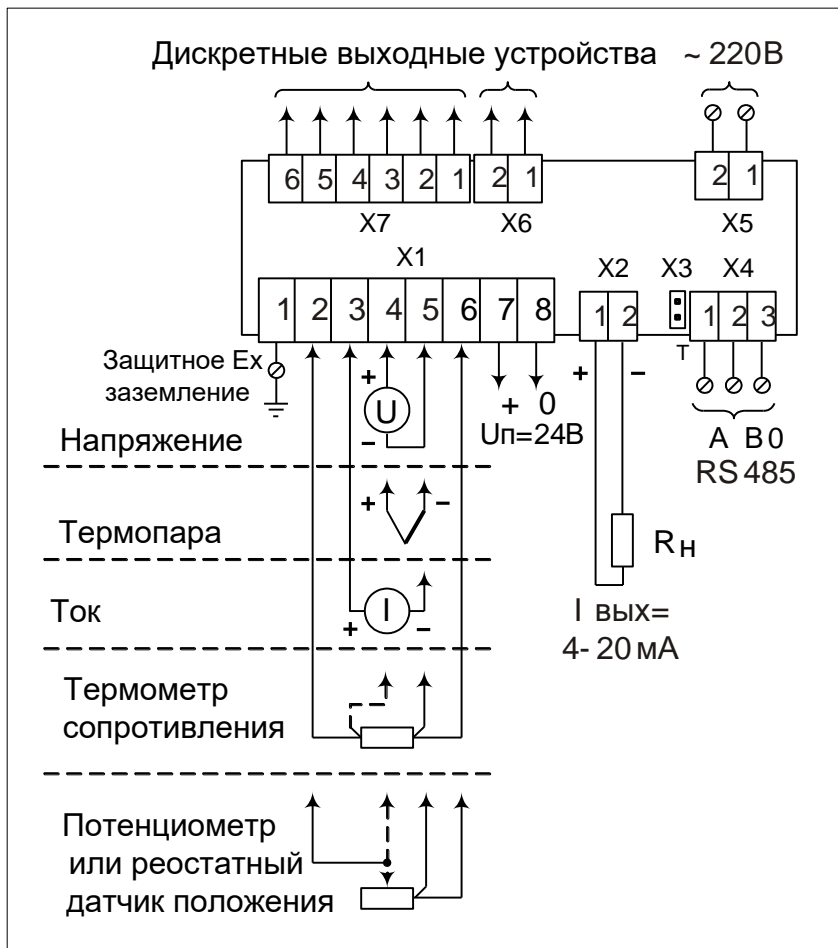 Дискретные выходные устройства ~ 220В
6 5 4 3 2 1 2 1 2 1
X7 X6 X5
X1 X2 X3 X4
1 2 3 4 5 6 7 8 1 2 1 2 3
T
Защитное Ex
заземление
+ U –
+ 0
Uп=24В
+ –
A B 0
RS 485
Напряжение
+ –
Термопара
Rн
Ток
+ I –
I вых=
4- 20 мА
Термометр
сопротивления
Потенциометр
или реостатный
датчик положения